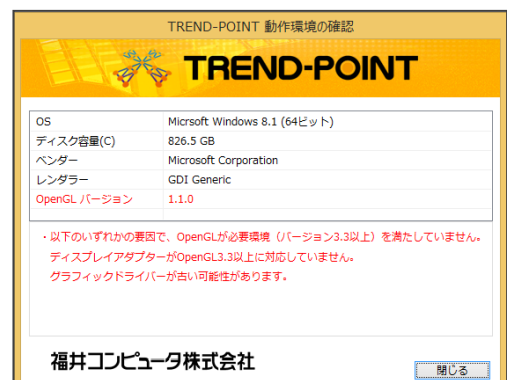 TREND-POINT 動作環境の確認
TREND-POINT
OS Micrsoft Windows 8.1 (64ビット)
ディスク容量(C) 826.5 GB
ベンダー Microsoft Corporation
レンダラー GDI Generic
OpenGL バージョン 1.1.0
・以下のいずれかの要因で、OpenGLが必要環境（バージョン3.3以上）を満たしていません。
ディスプレイアダプターがOpenGL3.3以上に対応していません。
グラフィックドライバーが古い可能性があります。
福井コンピュータ株式会社
閉じる